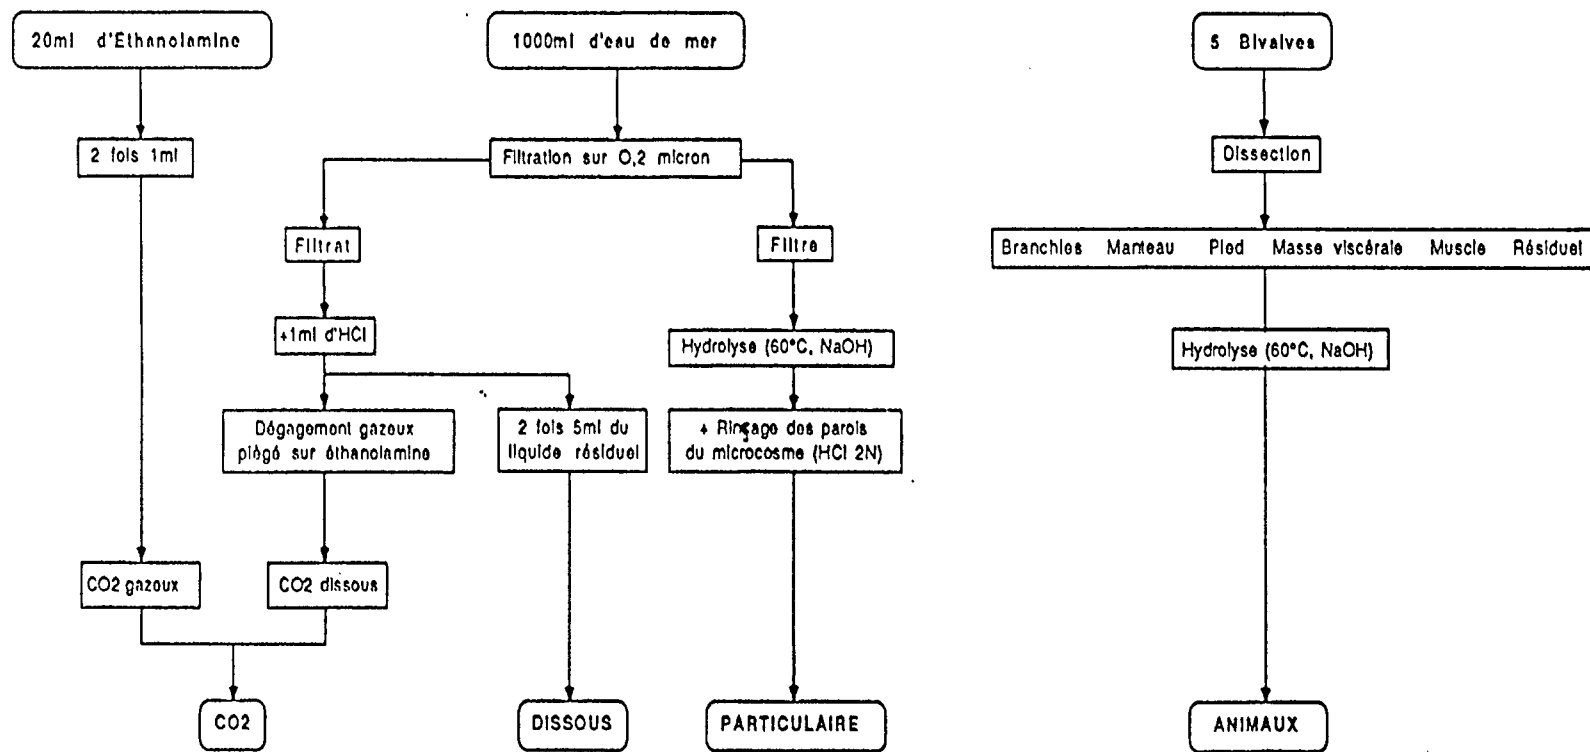 20ml d'Ethanolamine
1000ml d'eau de mer
5 Bivalves
2 fois 1ml
Filtration sur 0,2 micron
Dissection
Filtrat
Filtre
Branchies Manteau Pied Masse viscérale Muscle Résiduel
+1ml d'HCl
Hydrolyse (60°C, NaOH)
Hydrolyse (60°C, NaOH)
Dégagement gazeux
piégé sur éthanolamine
2 fois 5ml du
liquide résiduel
+ Rinçage des parois
du microcosme (HCl 2N)
CO2 gazeux
CO2 dissous
CO2
DISSOUS
PARTICULAIRE
ANIMAUX